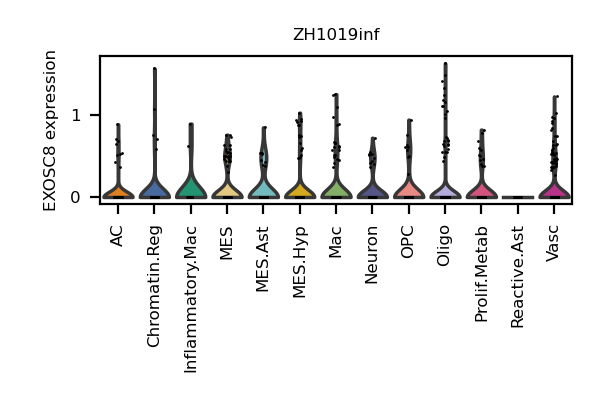 ZH1019inf
EXOSC8 expression
1
0
AC
Chromatin.Reg
Inflammatory.Mac
MES
MES.Ast
MES.Hyp
Mac
Neuron
OPC
Oligo
Prolif.Metab
Reactive.Ast
Vasc